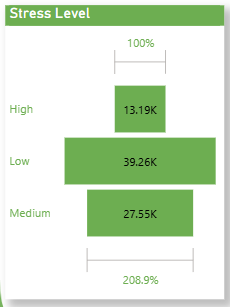 Stress Level
100%
High 13.19K
Low 39.26K
Medium 27.55K
208.9%